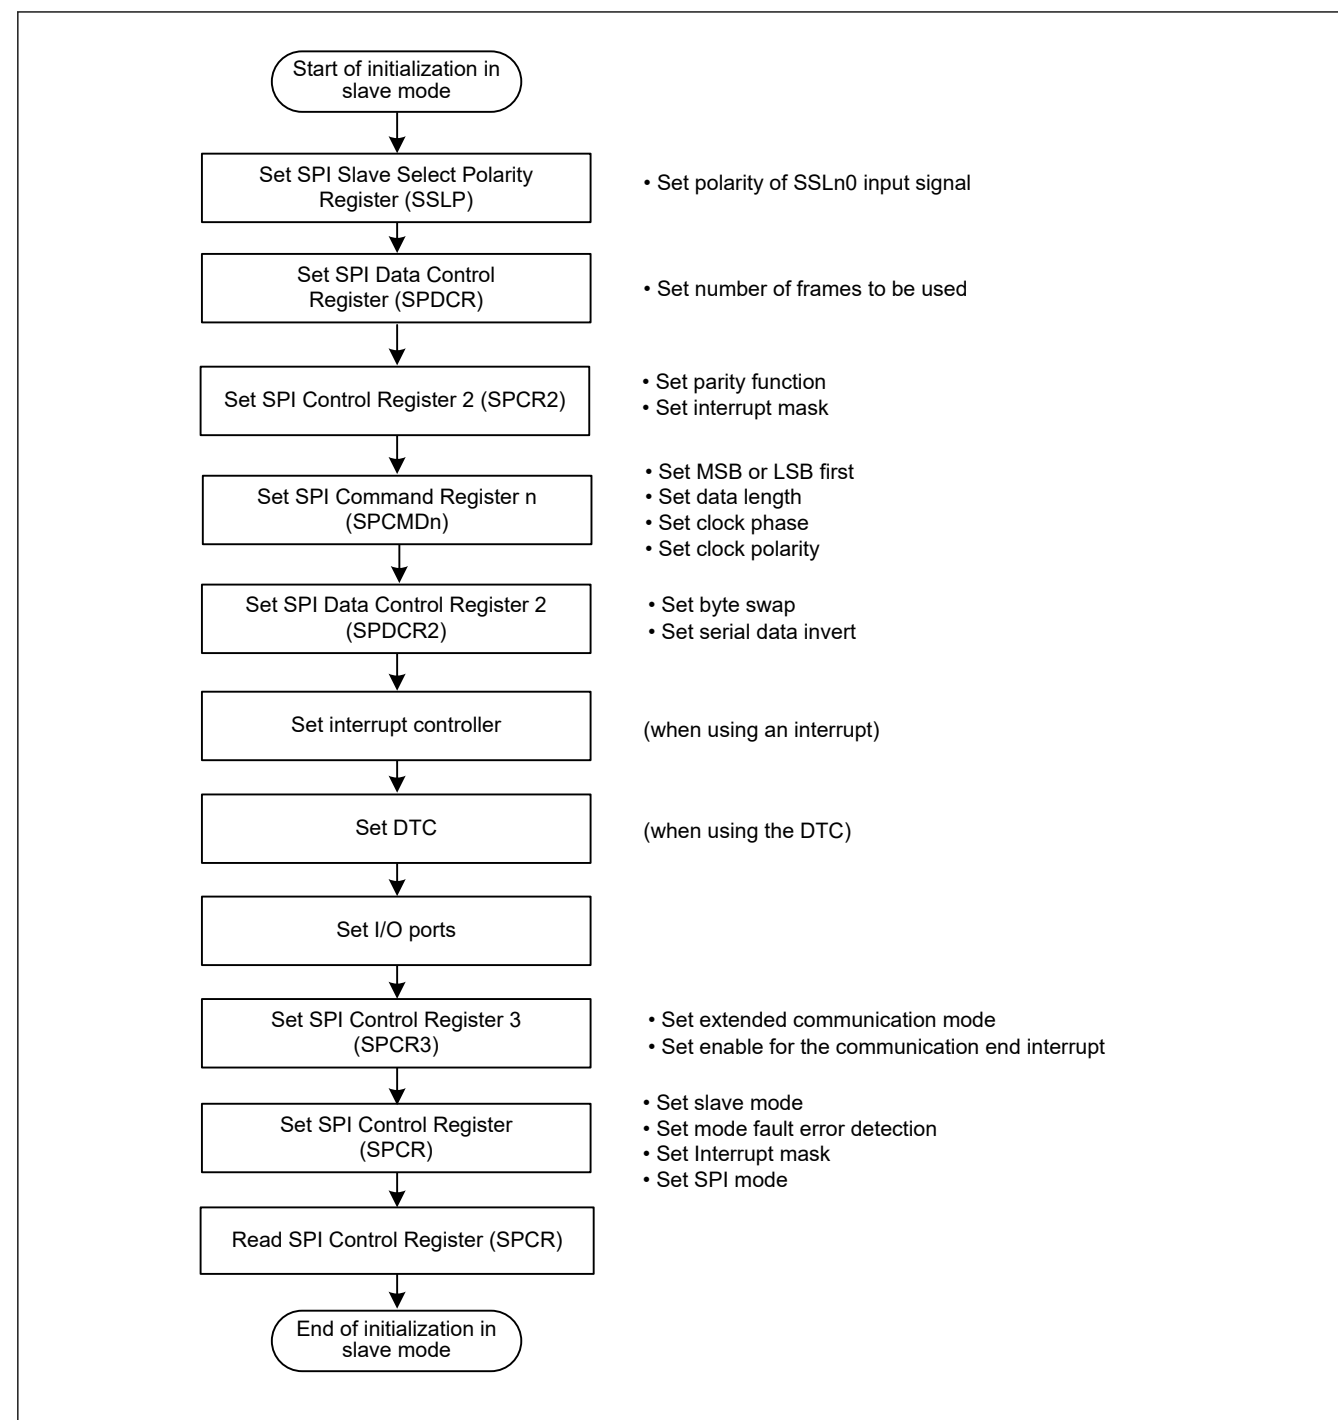 Start of initialization in
slave mode
Set SPI Slave Select Polarity
Register (SSLP)
• Set polarity of SSLn0 input signal
Set SPI Data Control
Register (SPDCR)
• Set number of frames to be used
Set SPI Control Register 2 (SPCR2)
• Set parity function
• Set interrupt mask
Set SPI Command Register n
(SPCMDn)
• Set MSB or LSB first
• Set data length
• Set clock phase
• Set clock polarity
Set SPI Data Control Register 2
(SPDCR2)
• Set byte swap
• Set serial data invert
Set interrupt controller
(when using an interrupt)
Set DTC
(when using the DTC)
Set I/O ports
Set SPI Control Register 3
(SPCR3)
• Set extended communication mode
• Set enable for the communication end interrupt
Set SPI Control Register
(SPCR)
• Set slave mode
• Set mode fault error detection
• Set Interrupt mask
• Set SPI mode
Read SPI Control Register (SPCR)
End of initialization in
slave mode